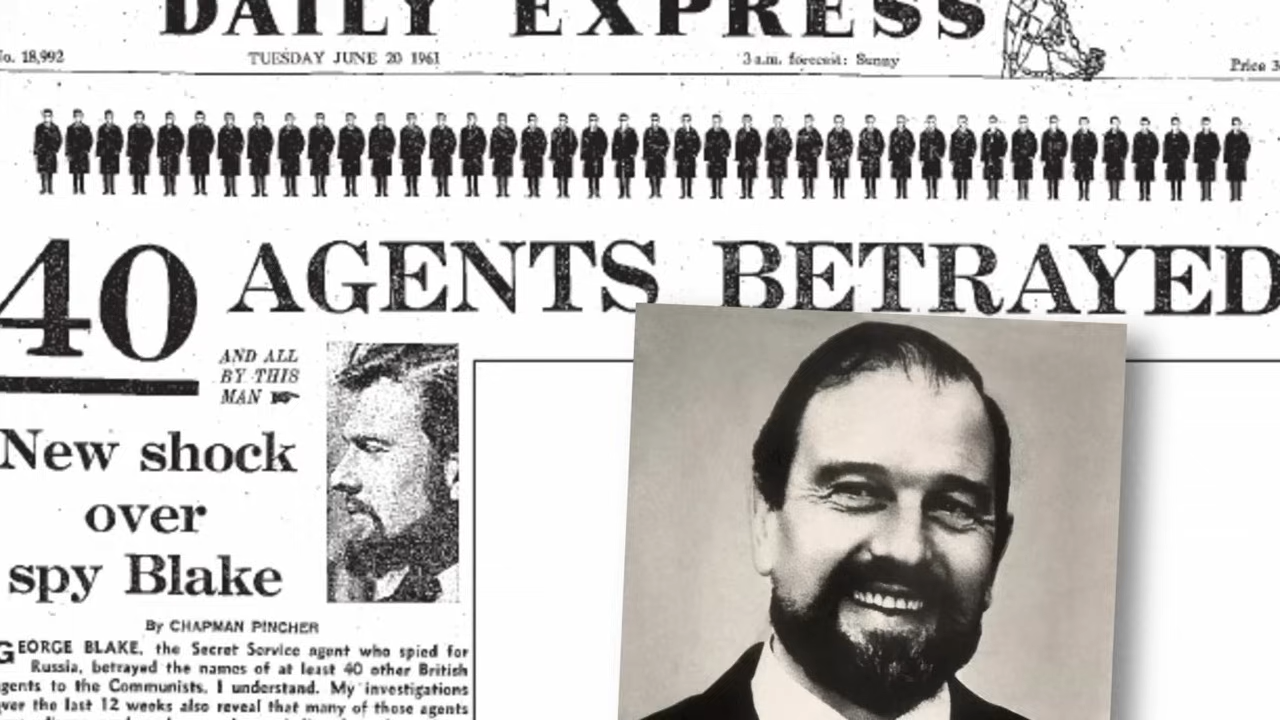 DAILY EXPRESS
No. 18,992
TUESDAY JUNE 20 1961
3 a.m. forecast: Sunny
Price
40
AGENTS BETRAYED
AND ALL
BY THIS
MAN
New shock
over
spy Blake
By CHAPMAN PINCHER
GEORGE BLAKE, the Secret Service agent who spied for
Russia, betrayed the names of at least 40 other British
agents to the Communists, I understand. My investigations
over the last 12 weeks also reveal that many of those agents